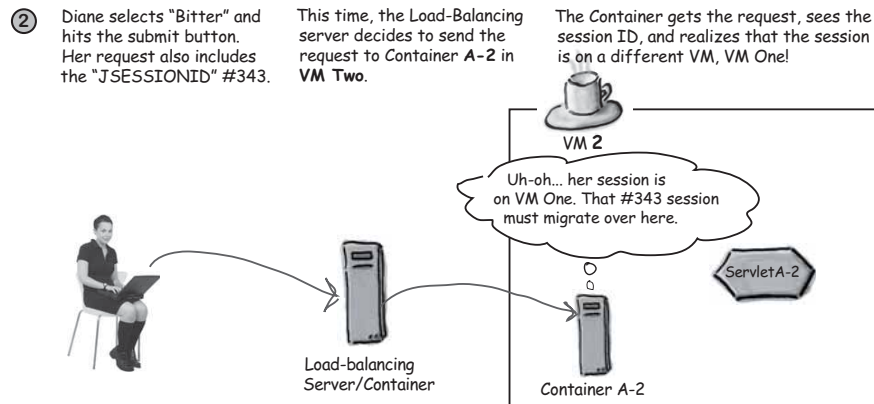 2
Diane selects “Bitter” and
hits the submit button.
Her request also includes
the “JSESSIONID” #343.
This time, the Load-Balancing
server decides to send the
request to Container A-2 in
VM Two.
The Container gets the request, sees the
session ID, and realizes that the session
is on a different VM, VM One!
VM 2
Uh-oh... her session is
on VM One. That #343 session
must migrate over here.
ServletA-2
Load-balancing
Server/Container
Container A-2